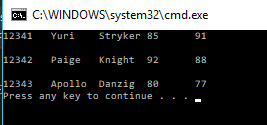 C:\WINDOWS\system32\cmd.exe
12341 Yuri Stryker 85 91
12342 Paige Knight 92 88
12343 Apollo Danzig 80 77
Press any key to continue . . .